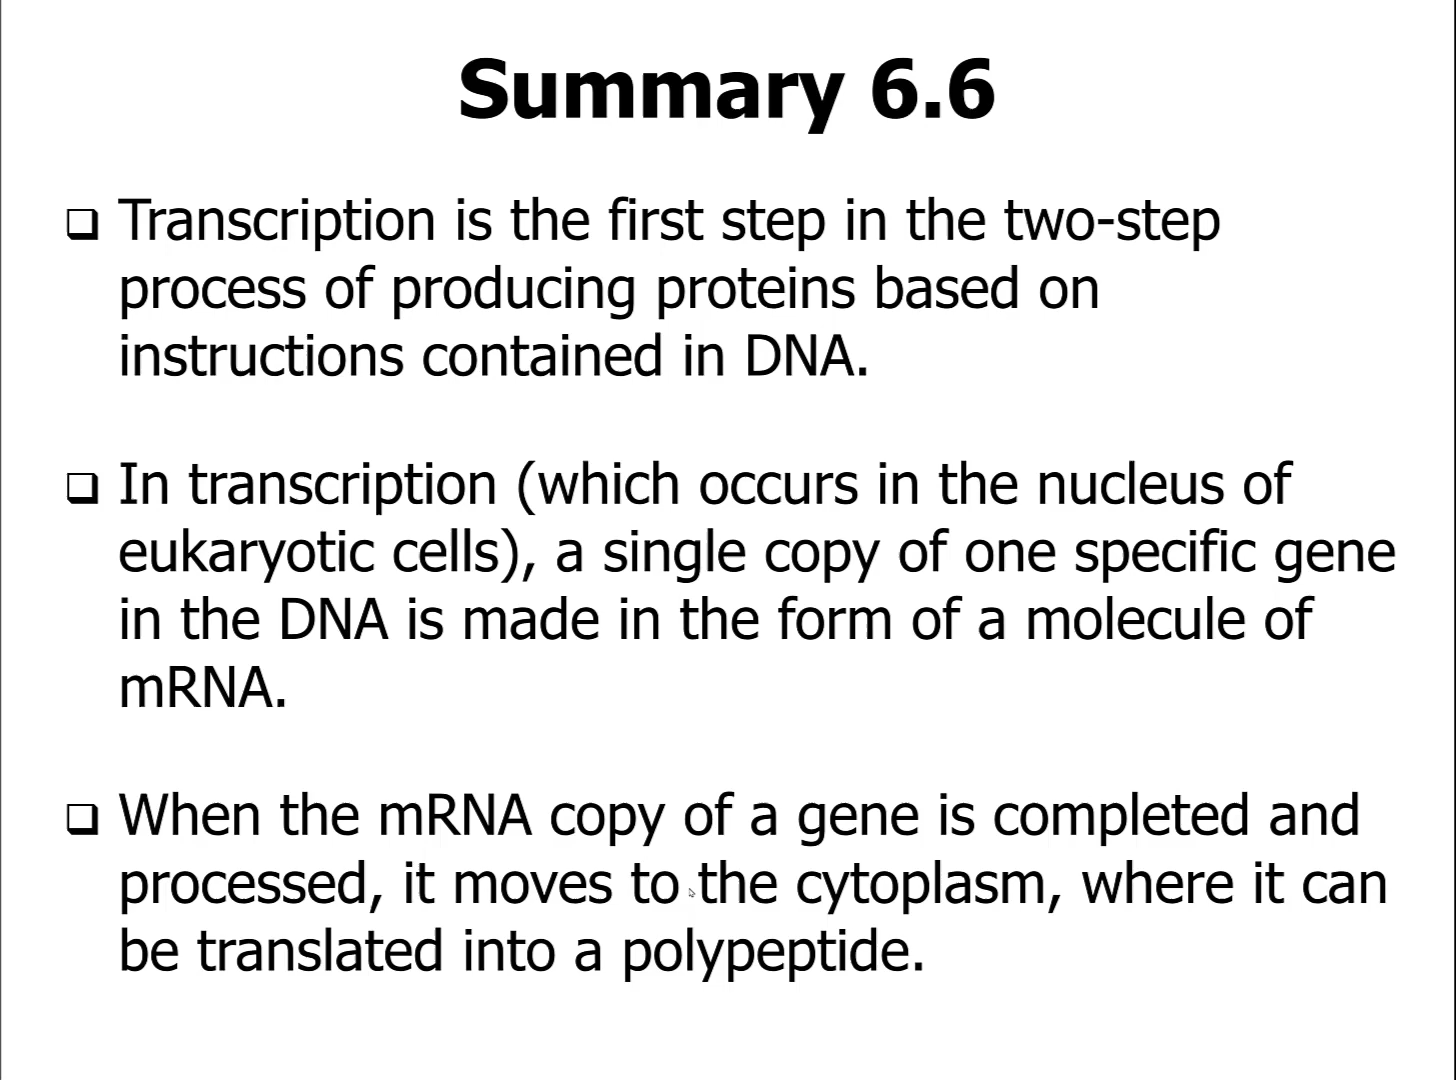 Summary 6.6
❑ Transcription is the first step in the two-step
process of producing proteins based on
instructions contained in DNA.
❑ In transcription (which occurs in the nucleus of
eukaryotic cells), a single copy of one specific gene
in the DNA is made in the form of a molecule of
mRNA.
❑ When the mRNA copy of a gene is completed and
processed, it moves to the cytoplasm, where it can
be translated into a polypeptide.